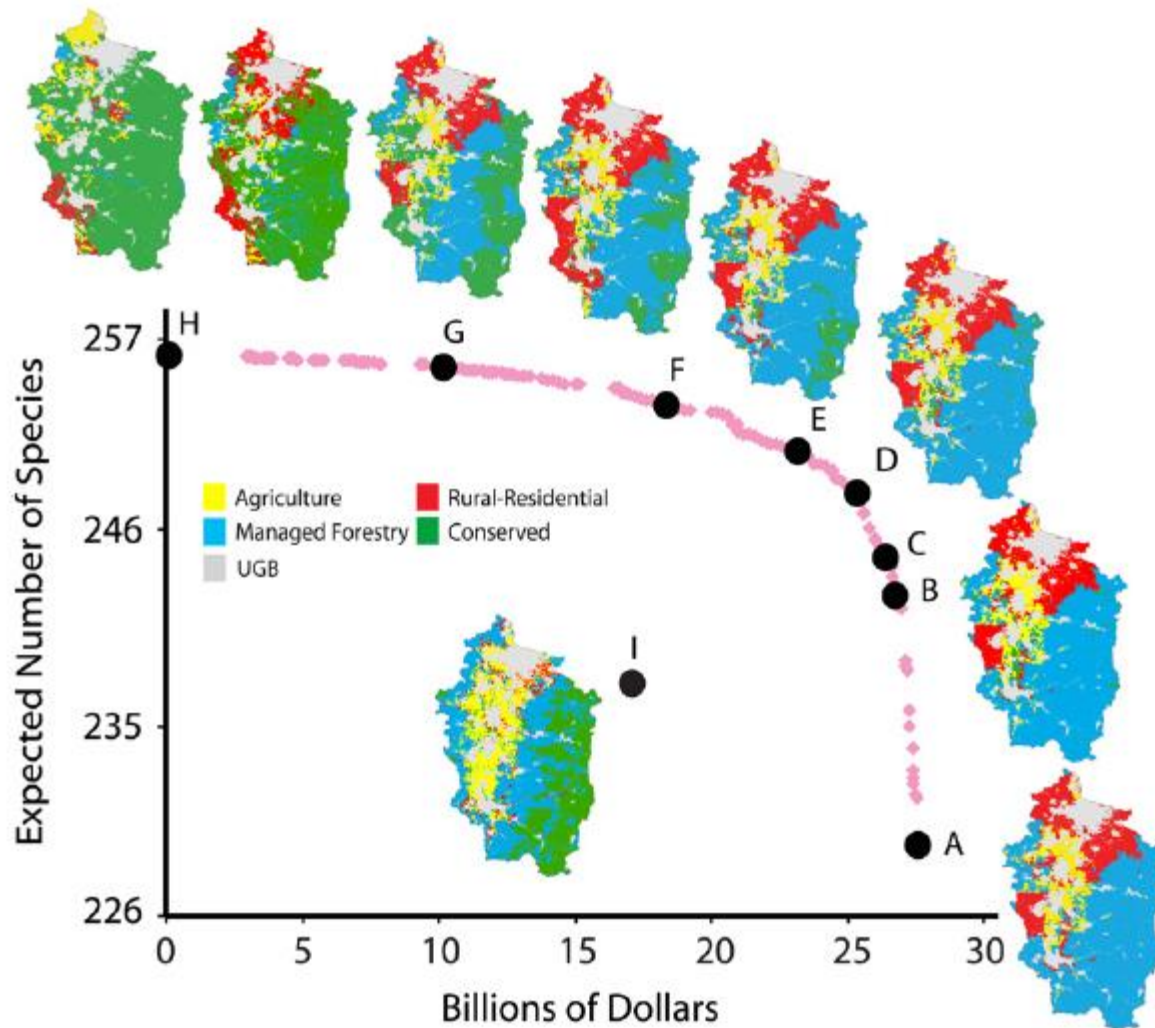 Expected Number of Species
257
246
235
226
H
G
F
E
D
C
B
A
I
Agriculture
Rural-Residential
Managed Forestry
Conserved
UGB
0
5
10
15
20
25
30
Billions of Dollars